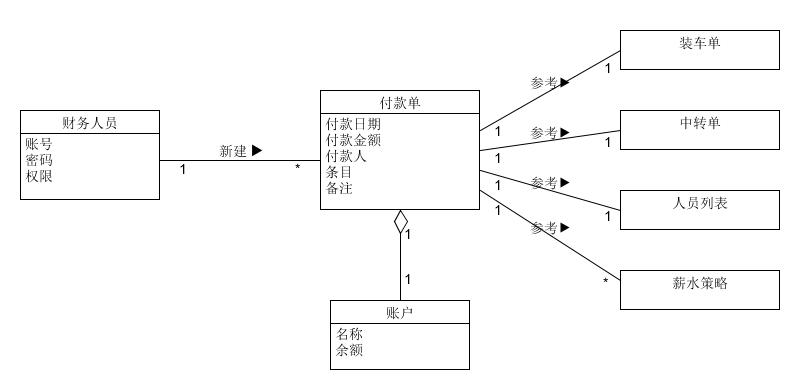 财务人员
账号
密码
权限
新建 ▶
1
*
付款单
付款日期
付款金额
付款人
条目
备注
1
1
账户
名称
余额
参考▶
1
1
装车单
参考▶
1
1
中转单
参考▶
1
1
人员列表
参考▶
1
*
薪水策略